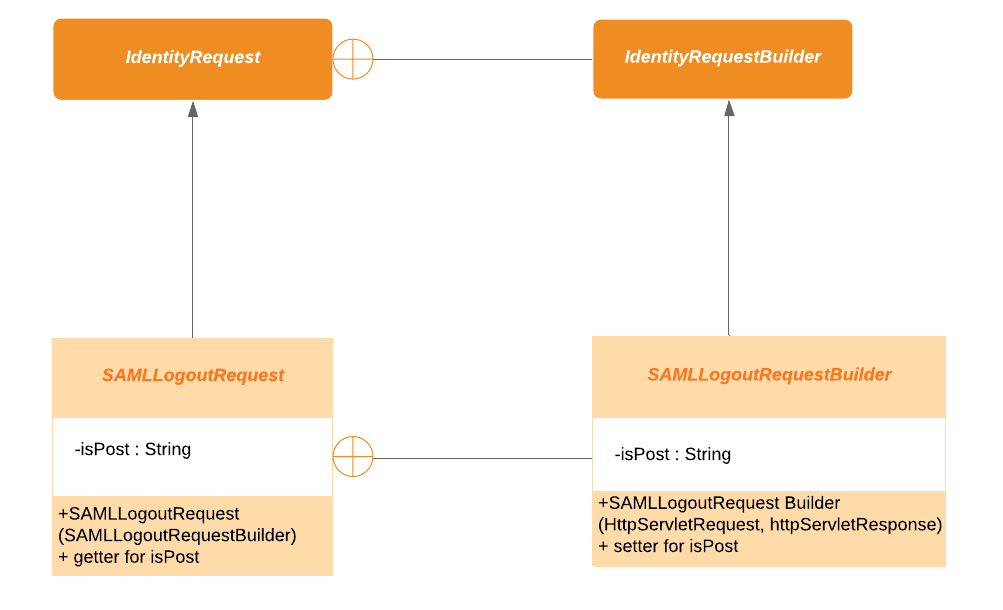 IdentityRequest
IdentityRequestBuilder
SAMLLogoutRequest
-isPost : String
+SAMLLogoutRequest
(SAMLLogoutRequestBuilder)
+ getter for isPost
SAMLLogoutRequestBuilder
-isPost : String
+SAMLLogoutRequest Builder
(HttpServletRequest, httpServletResponse)
+ setter for isPost